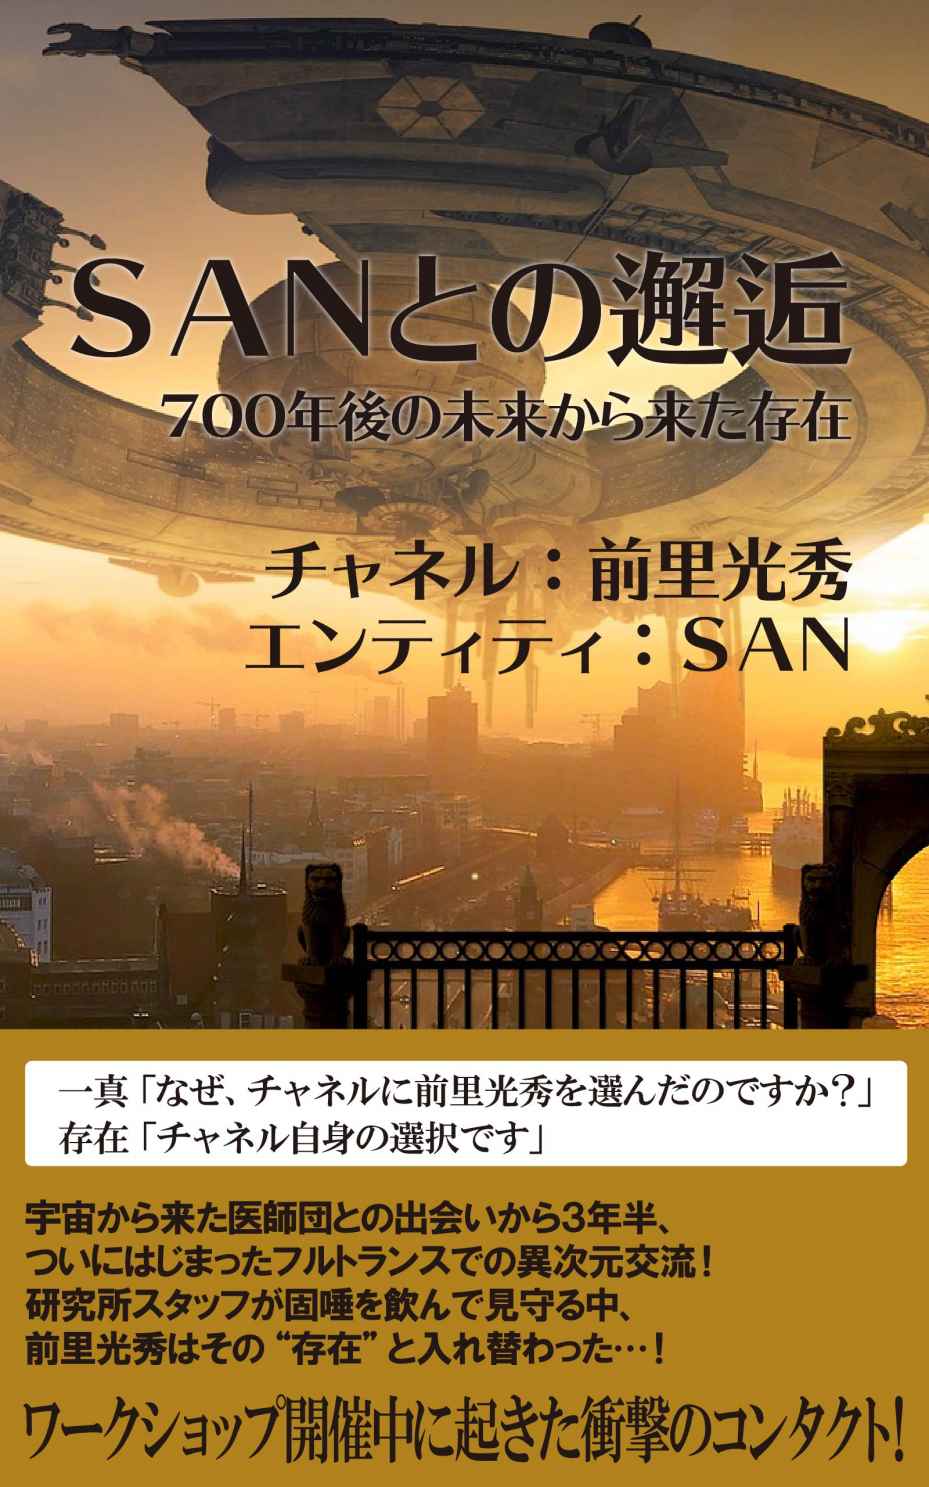 SANとの邂逅
700年後の未来から来た存在
チャネル：前里光秀
エンティティ：SAN
一真「なぜ、チャネルに前里光秀を選んだのですか？」
存在「チャネル自身の選択です」
宇宙から来た医師団との出会いから3年半、
ついにはじまったフルトランスでの異次元交流！
研究所スタッフが固唾を飲んで見守る中、
前里光秀はその“存在”と入れ替わった…！
ワークショップ開催中に起きた衝撃のコンタクト！